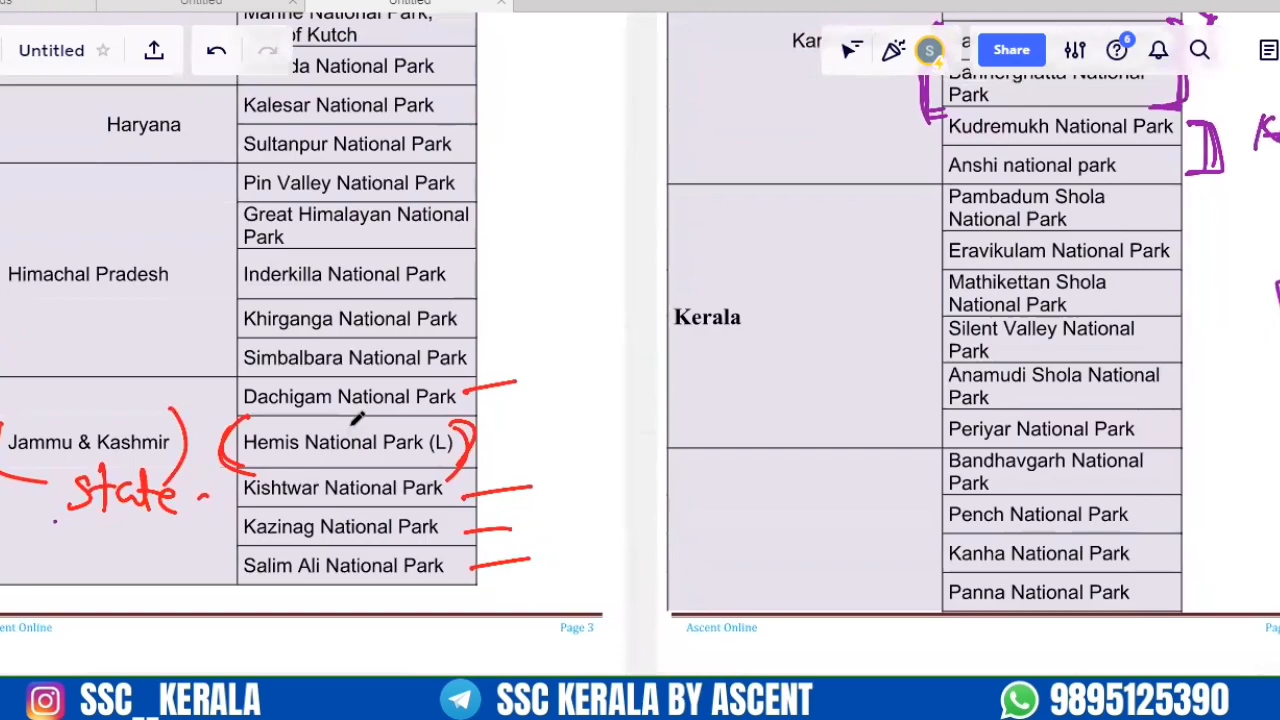 Untitled
Untitled
Untitled
Share
6
S
Marine National Park,
of Kutch
National Park
Haryana
Kalesar National Park
Sultanpur National Park
Himachal Pradesh
Pin Valley National Park
Great Himalayan National
Park
Inderkilla National Park
Khirganga National Park
Simbalbara National Park
Jammu & Kashmir
state
Dachigam National Park
Hemis National Park (L)
Kishtwar National Park
Kazinag National Park
Salim Ali National Park
Ascent Online
Page 3
Bannerghatta National
Park
Kudremukh National Park
Anshi national park
Kerala
Pambadum Shola
National Park
Eravikulam National Park
Mathikettan Shola
National Park
Silent Valley National
Park
Anamudi Shola National
Park
Periyar National Park
Bandhavgarh National
Park
Pench National Park
Kanha National Park
Panna National Park
Ascent Online
SSC__KERALA
SSC KERALA BY ASCENT
9895125390